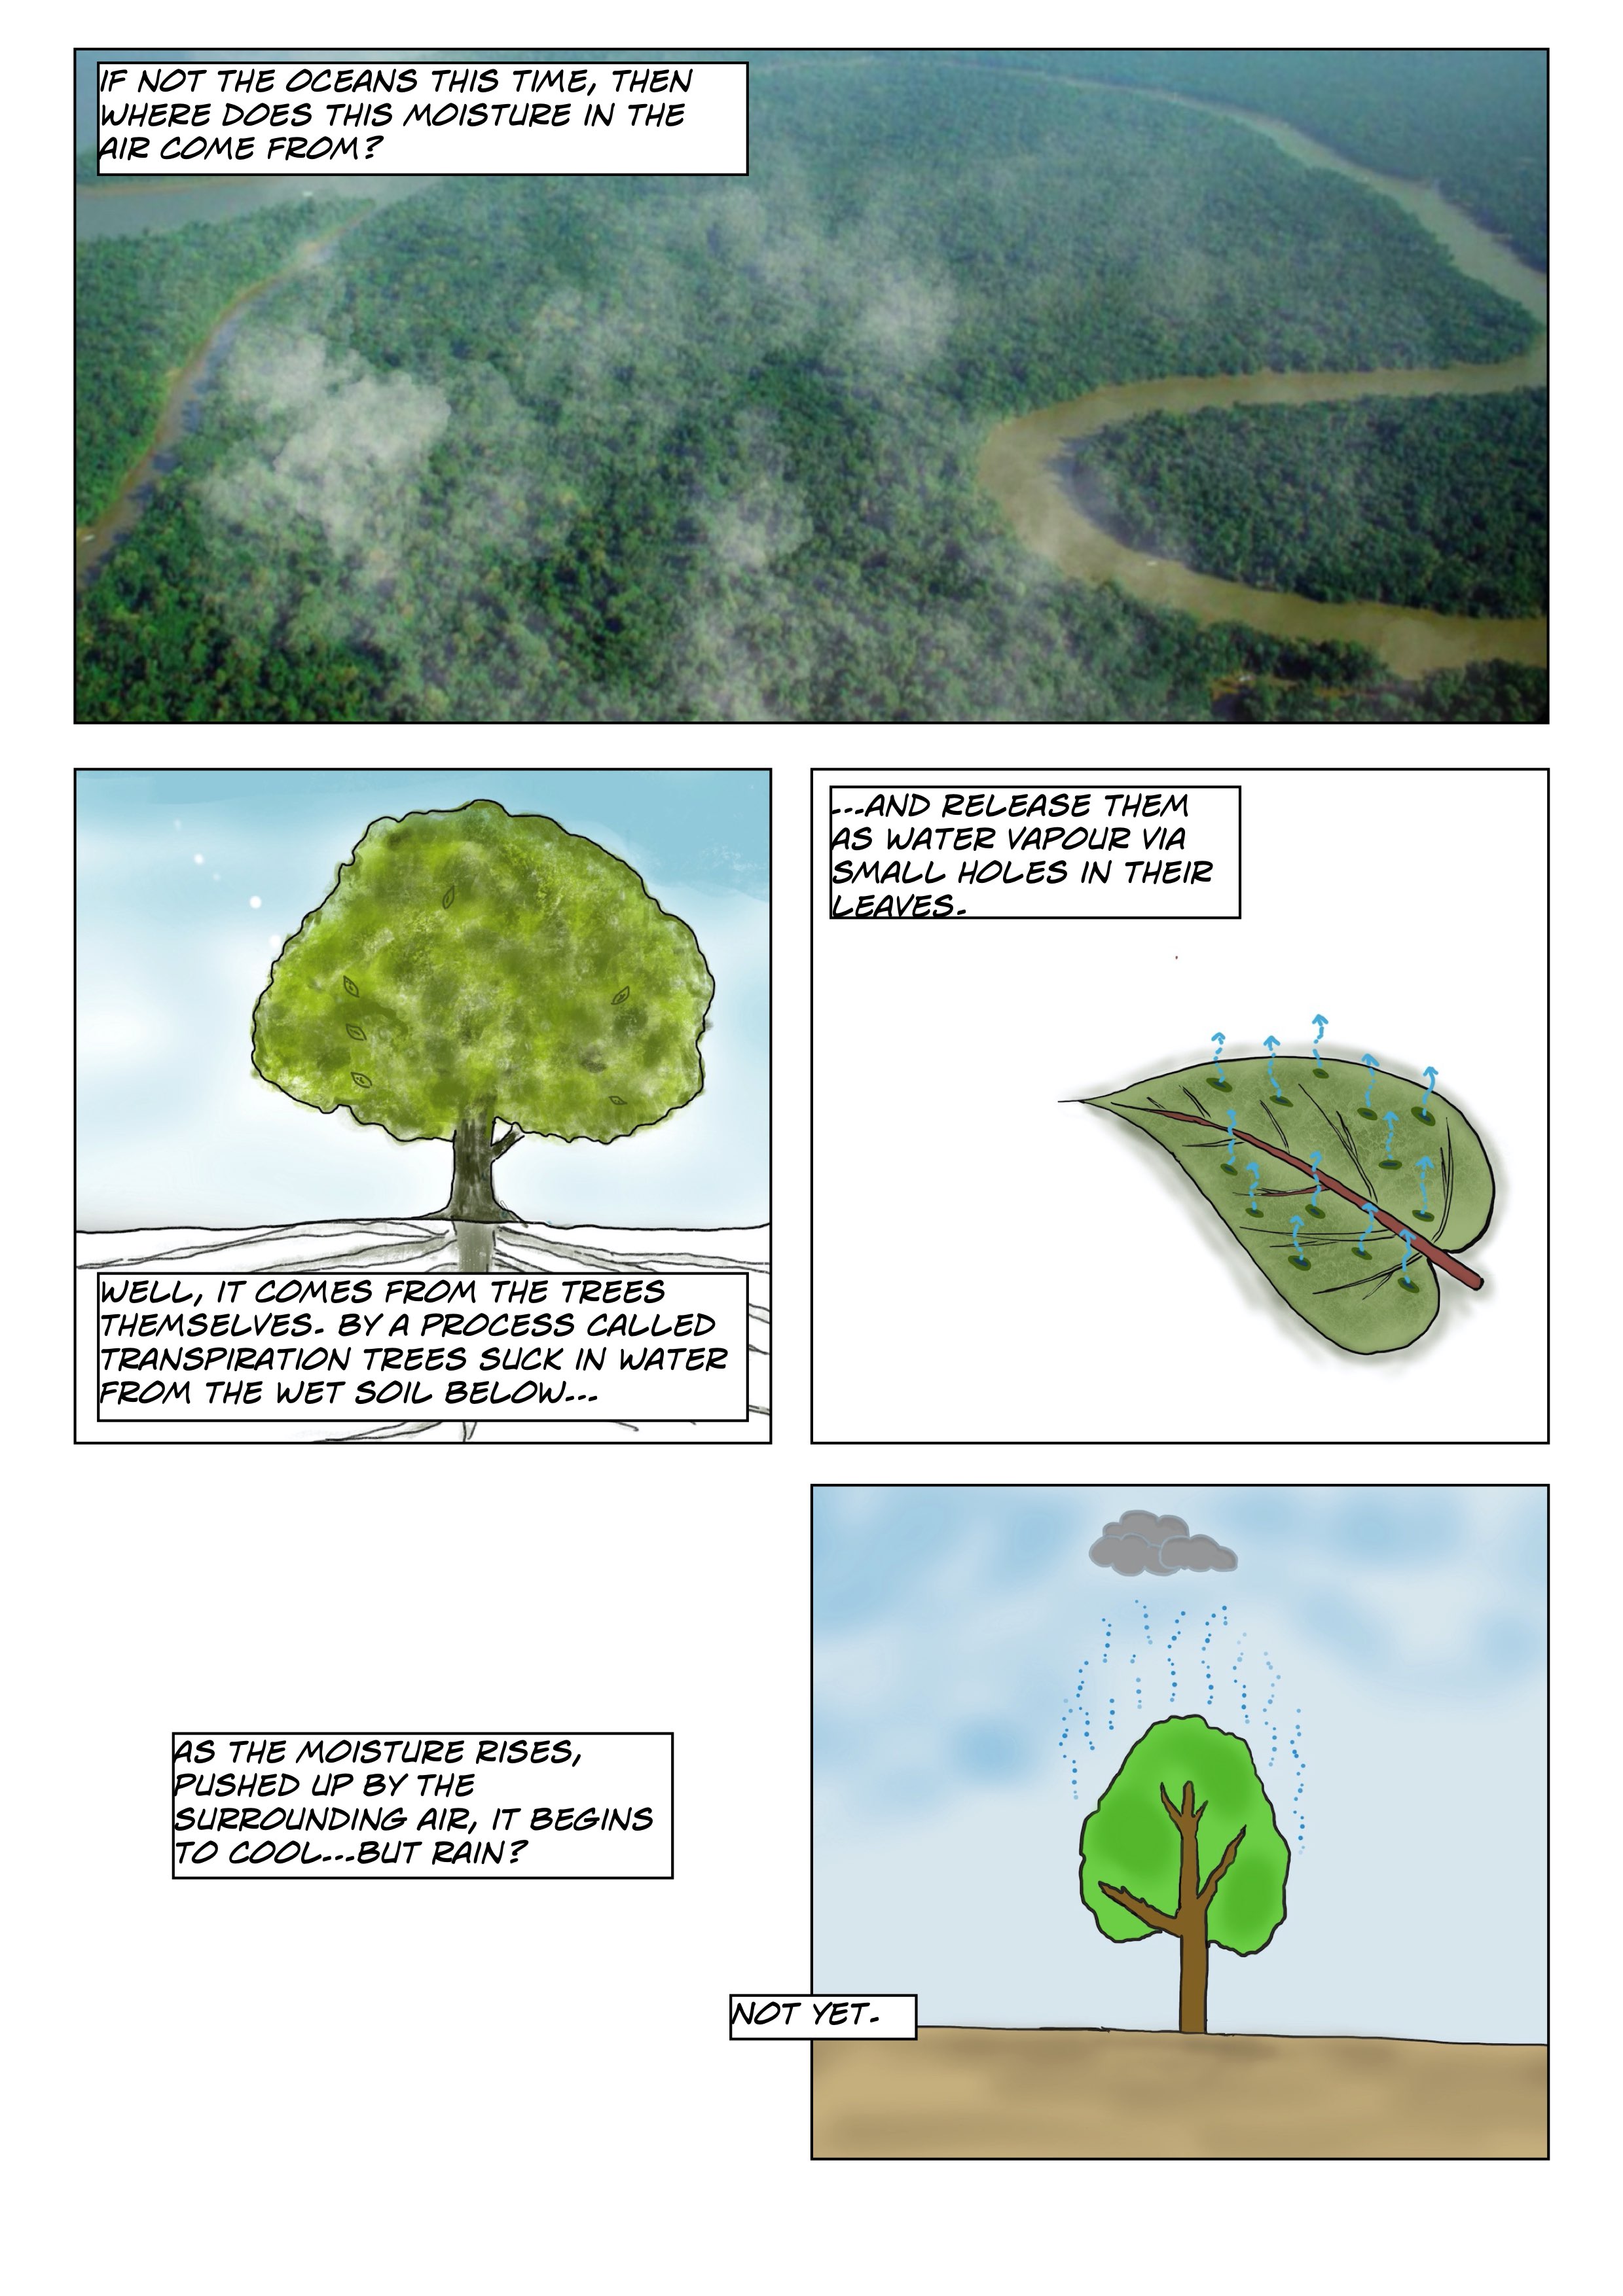 IF NOT THE OCEANS THIS TIME, THEN
WHERE DOES THIS MOISTURE IN THE
AIR COME FROM?
WELL, IT COMES FROM THE TREES
THEMSELVES. BY A PROCESS CALLED
TRANSPIRATION TREES SUCK IN WATER
FROM THE WET SOIL BELOW...
...AND RELEASE THEM
AS WATER VAPOUR VIA
SMALL HOLES IN THEIR
LEAVES.
AS THE MOISTURE RISES,
PUSHED UP BY THE
SURROUNDING AIR, IT BEGINS
TO COOL...BUT RAIN?
NOT YET.